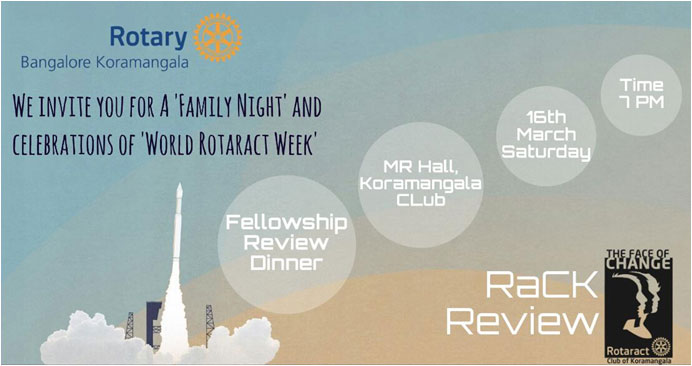 Rotary
Bangalore Koramangala
WE INVITE YOU FOR A 'FAMILY NIGHT' AND
CELEBRATIONS OF 'WORLD ROTARACT WEEK'
Time
7 PM
16th
March
Saturday
MR Hall,
Koramangala
CLub
Fellowship
Review
Dinner
RaCK
Review
THE FACE OF
CHANGE
Rotaract
Club of Koramangala